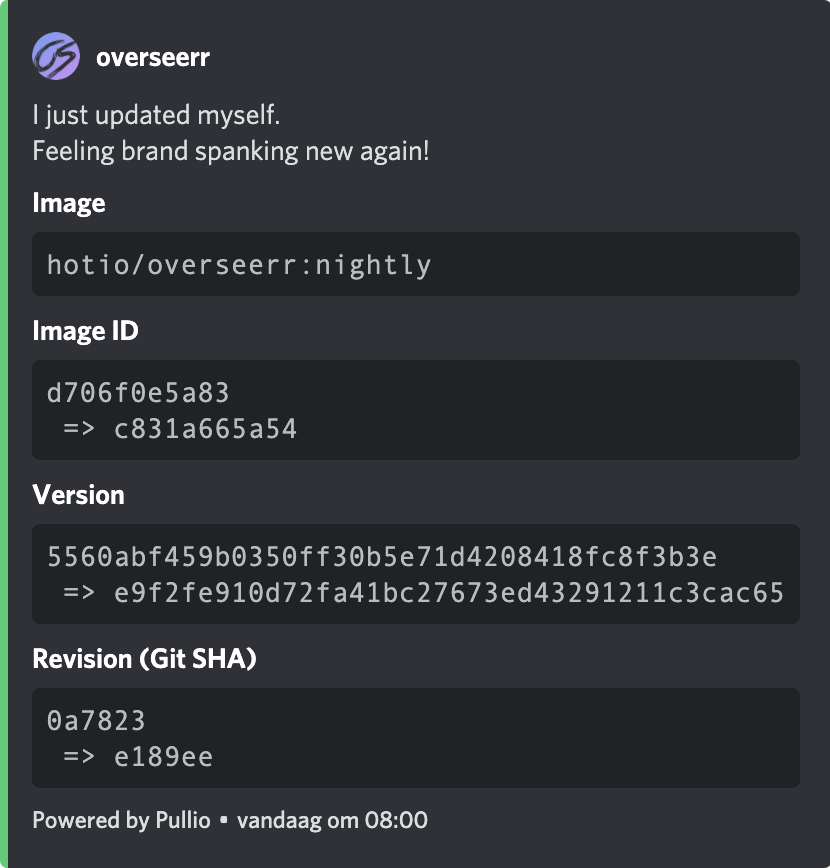 overseerr
I just updated myself.
Feeling brand spanking new again!
Image
hotio/overseerr:nightly
Image ID
d706f0e5a83
=> c831a665a54
Version
5560abf459b0350ff30b5e71d4208418fc8f3b3e
=> e9f2fe910d72fa41bc27673ed43291211c3cac65
Revision (Git SHA)
0a7823
=> e189ee
Powered by Pullio • vandaag om 08:00